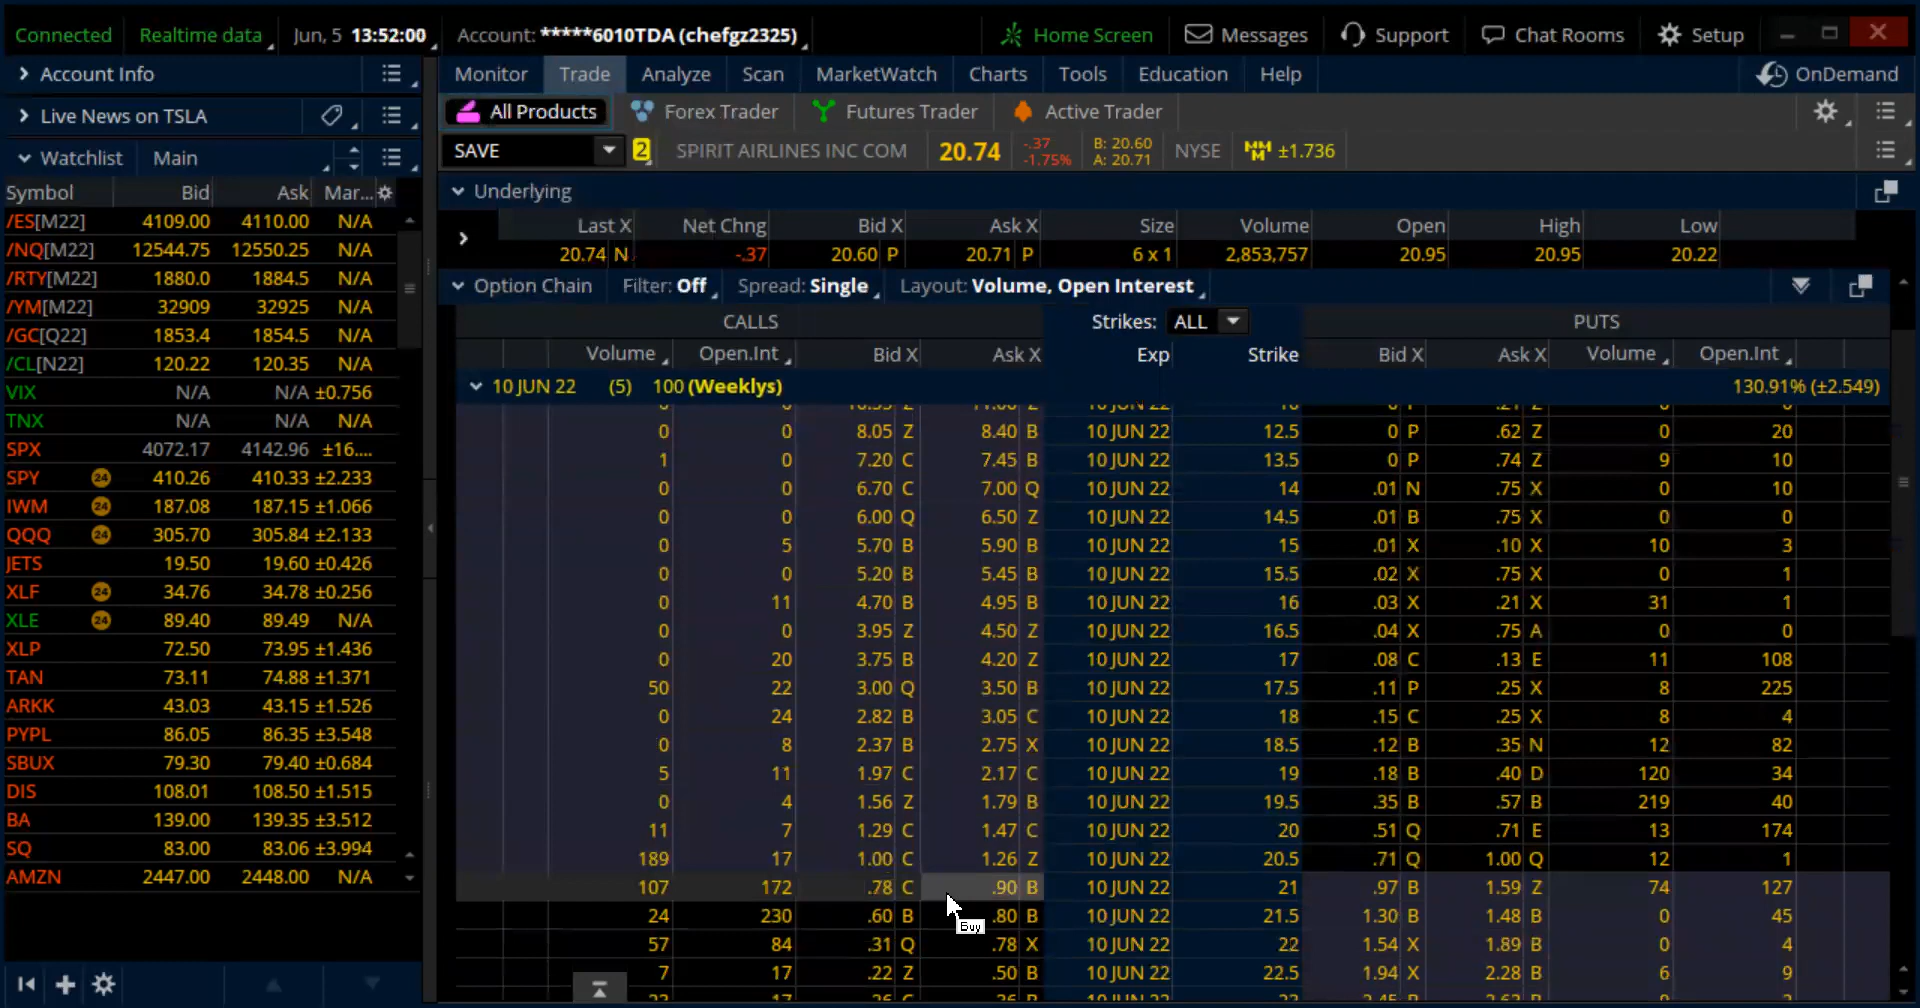 Connected Realtime data Jun, 5 13:52:00 Account: *****6010TDA (chefgz2325) Home Screen Messages Support Chat Rooms Setup
Account Info
Live News on TSLA
Watchlist Main
Symbol Bid Ask Mar...
/ES[M22] 4109.00 4110.00 N/A
/NQ[M22] 12544.75 12550.25 N/A
/RTY[M22] 1880.0 1884.5 N/A
/YM[M22] 32909 32925 N/A
/GC[Q22] 1853.4 1854.5 N/A
/CL[N22] 120.22 120.35 N/A
VIX N/A N/A ±0.756
TNX N/A N/A N/A
SPX 4072.17 4142.96 ±16....
SPY 24 410.26 410.33 ±2.233
IWM 24 187.08 187.15 ±1.066
QQQ 24 305.70 305.84 ±2.133
JETS 19.50 19.60 ±0.426
XLF 24 34.76 34.78 ±0.256
XLE 24 89.40 89.49 N/A
XLP 72.50 73.95 ±1.436
TAN 73.11 74.88 ±1.371
ARKK 43.03 43.15 ±1.526
PYPL 86.05 86.35 ±3.548
SBUX 79.30 79.40 ±0.684
DIS 108.01 108.50 ±1.515
BA 139.00 139.35 ±3.512
SQ 83.00 83.06 ±3.994
AMZN 2447.00 2448.00 N/A
Monitor Trade Analyze Scan MarketWatch Charts Tools Education Help OnDemand
All Products Forex Trader Futures Trader Active Trader
SAVE 2 SPIRIT AIRLINES INC COM 20.74 -.37 -1.75% B: 20.60 A: 20.71 NYSE ±1.736
Underlying
Last X Net Chng Bid X Ask X Size Volume Open High Low
20.74 N -.37 20.60 P 20.71 P 6 x 1 2,853,757 20.95 20.95 20.22
Option Chain Filter: Off Spread: Single Layout: Volume, Open Interest
CALLS Strikes: ALL PUTS
Volume Open.Int Bid X Ask X Exp Strike Bid X Ask X Volume Open.Int
10 JUN 22 (5) 100 (Weeklys) 130.91% (±2.549)
0 0 8.05 Z 8.40 B 10 JUN 22 12.5 0 P .62 Z 0 20
1 0 7.20 C 7.45 B 10 JUN 22 13.5 0 P .74 Z 9 10
0 0 6.70 C 7.00 Q 10 JUN 22 14 .01 N .75 X 0 10
0 0 6.00 Q 6.50 Z 10 JUN 22 14.5 .01 B .75 X 0 0
0 5 5.70 B 5.90 B 10 JUN 22 15 .01 X .10 X 10 3
0 0 5.20 B 5.45 B 10 JUN 22 15.5 .02 X .75 X 0 1
0 11 4.70 B 4.95 B 10 JUN 22 16 .03 X .21 X 31 1
0 0 3.95 Z 4.50 Z 10 JUN 22 16.5 .04 X .75 A 0 0
0 20 3.75 B 4.20 Z 10 JUN 22 17 .08 C .13 E 11 108
50 22 3.00 Q 3.50 B 10 JUN 22 17.5 .11 P .25 X 8 225
0 24 2.82 B 3.05 C 10 JUN 22 18 .15 C .25 X 8 4
0 8 2.37 B 2.75 X 10 JUN 22 18.5 .12 B .35 N 12 82
5 11 1.97 C 2.17 C 10 JUN 22 19 .18 B .40 D 120 34
0 4 1.56 Z 1.79 B 10 JUN 22 19.5 .35 B .57 B 219 40
11 7 1.29 C 1.47 C 10 JUN 22 20 .51 Q .71 E 13 174
189 17 1.00 C 1.26 Z 10 JUN 22 20.5 .71 Q 1.00 Q 12 1
107 172 .78 C .90 B 10 JUN 22 21 .97 B 1.59 Z 74 127
Buy
24 230 .60 B .80 B 10 JUN 22 21.5 1.30 B 1.48 B 0 45
57 84 .31 Q .78 X 10 JUN 22 22 1.54 X 1.89 B 0 4
7 17 .22 Z .50 B 10 JUN 22 22.5 1.94 X 2.28 B 6 9